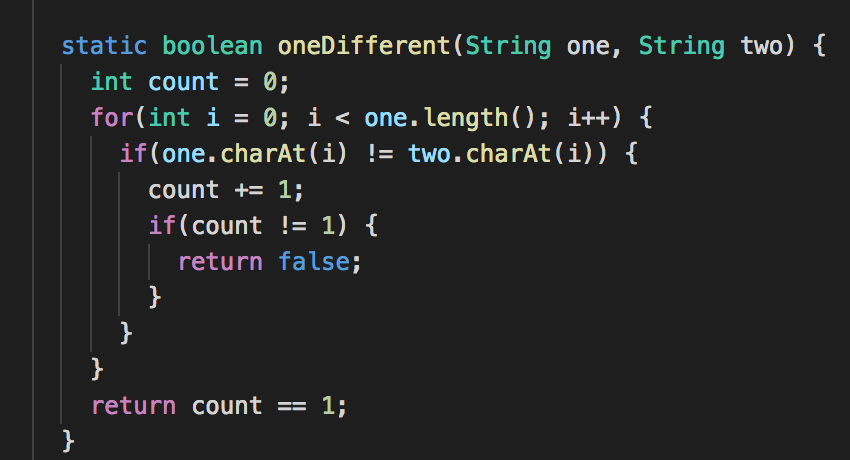 static boolean oneDifferent(String one, String two) {
  int count = 0;
  for(int i = 0; i < one.length(); i++) {
    if(one.charAt(i) != two.charAt(i)) {
      count += 1;
      if(count != 1) {
        return false;
      }
    }
  }
  return count == 1;
}